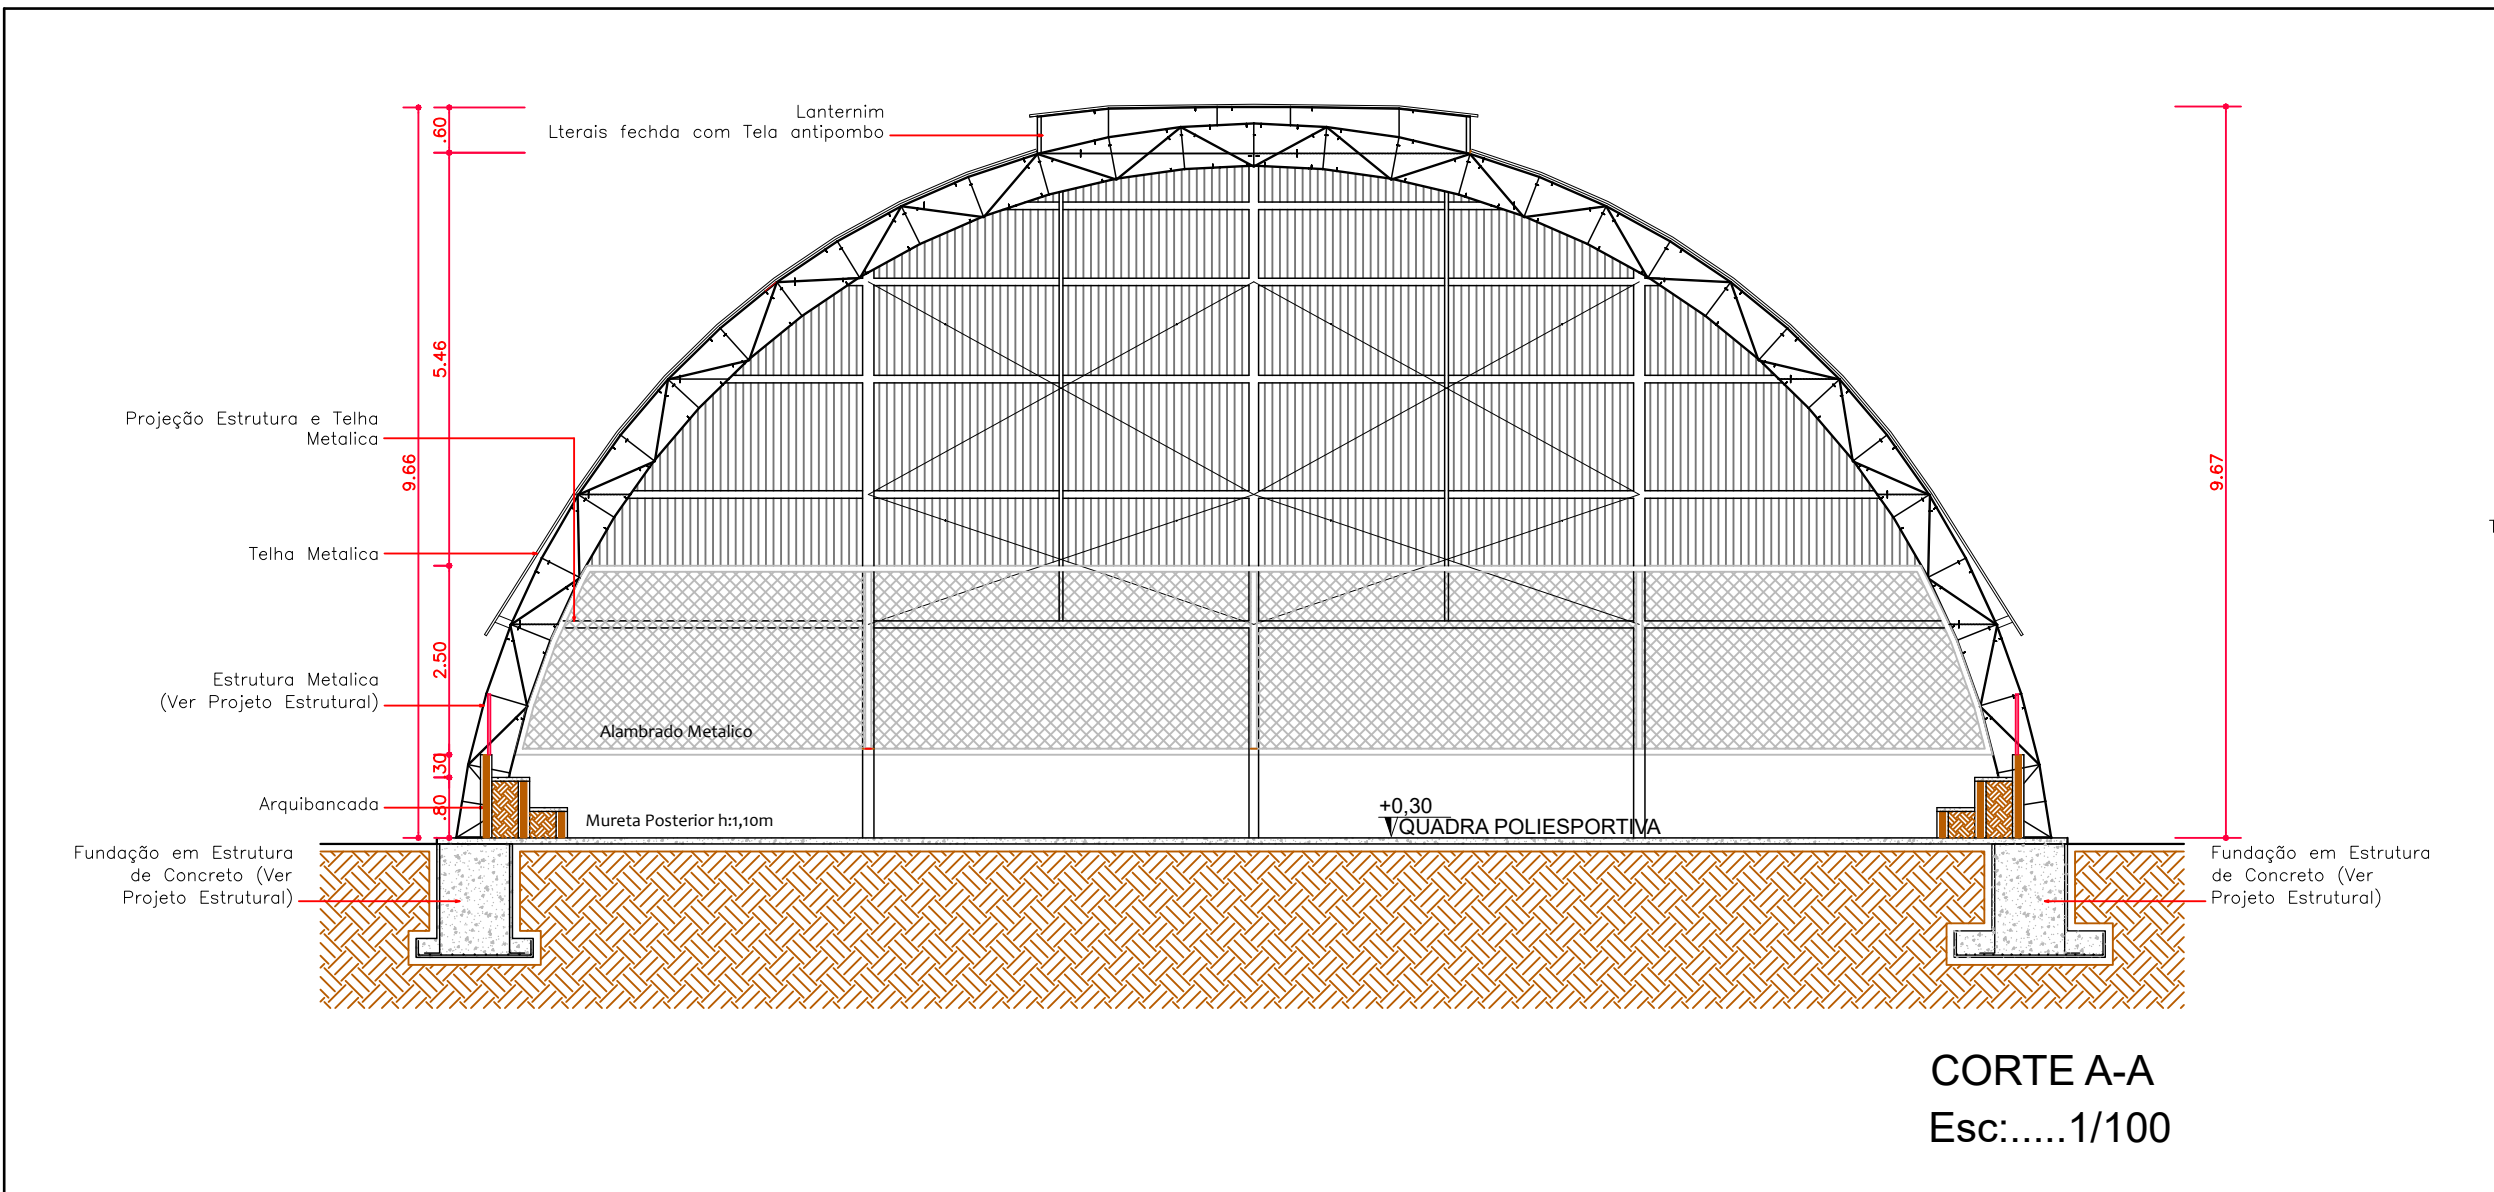 Lanternim
Lterais fechda com Tela antipombo
.60
5.46
9.66
9.67
Projeção Estrutura e Telha
Metalica
Telha Metalica
2.50
Estrutura Metalica
(Ver Projeto Estrutural)
Alambrado Metalico
.30
.80
Arquibancada
Mureta Posterior h:1,10m
+0,30
QUADRA POLIESPORTIVA
Fundação em Estrutura
de Concreto (Ver
Projeto Estrutural)
Fundação em Estrutura
de Concreto (Ver
Projeto Estrutural)
CORTE A-A
Esc:.....1/100